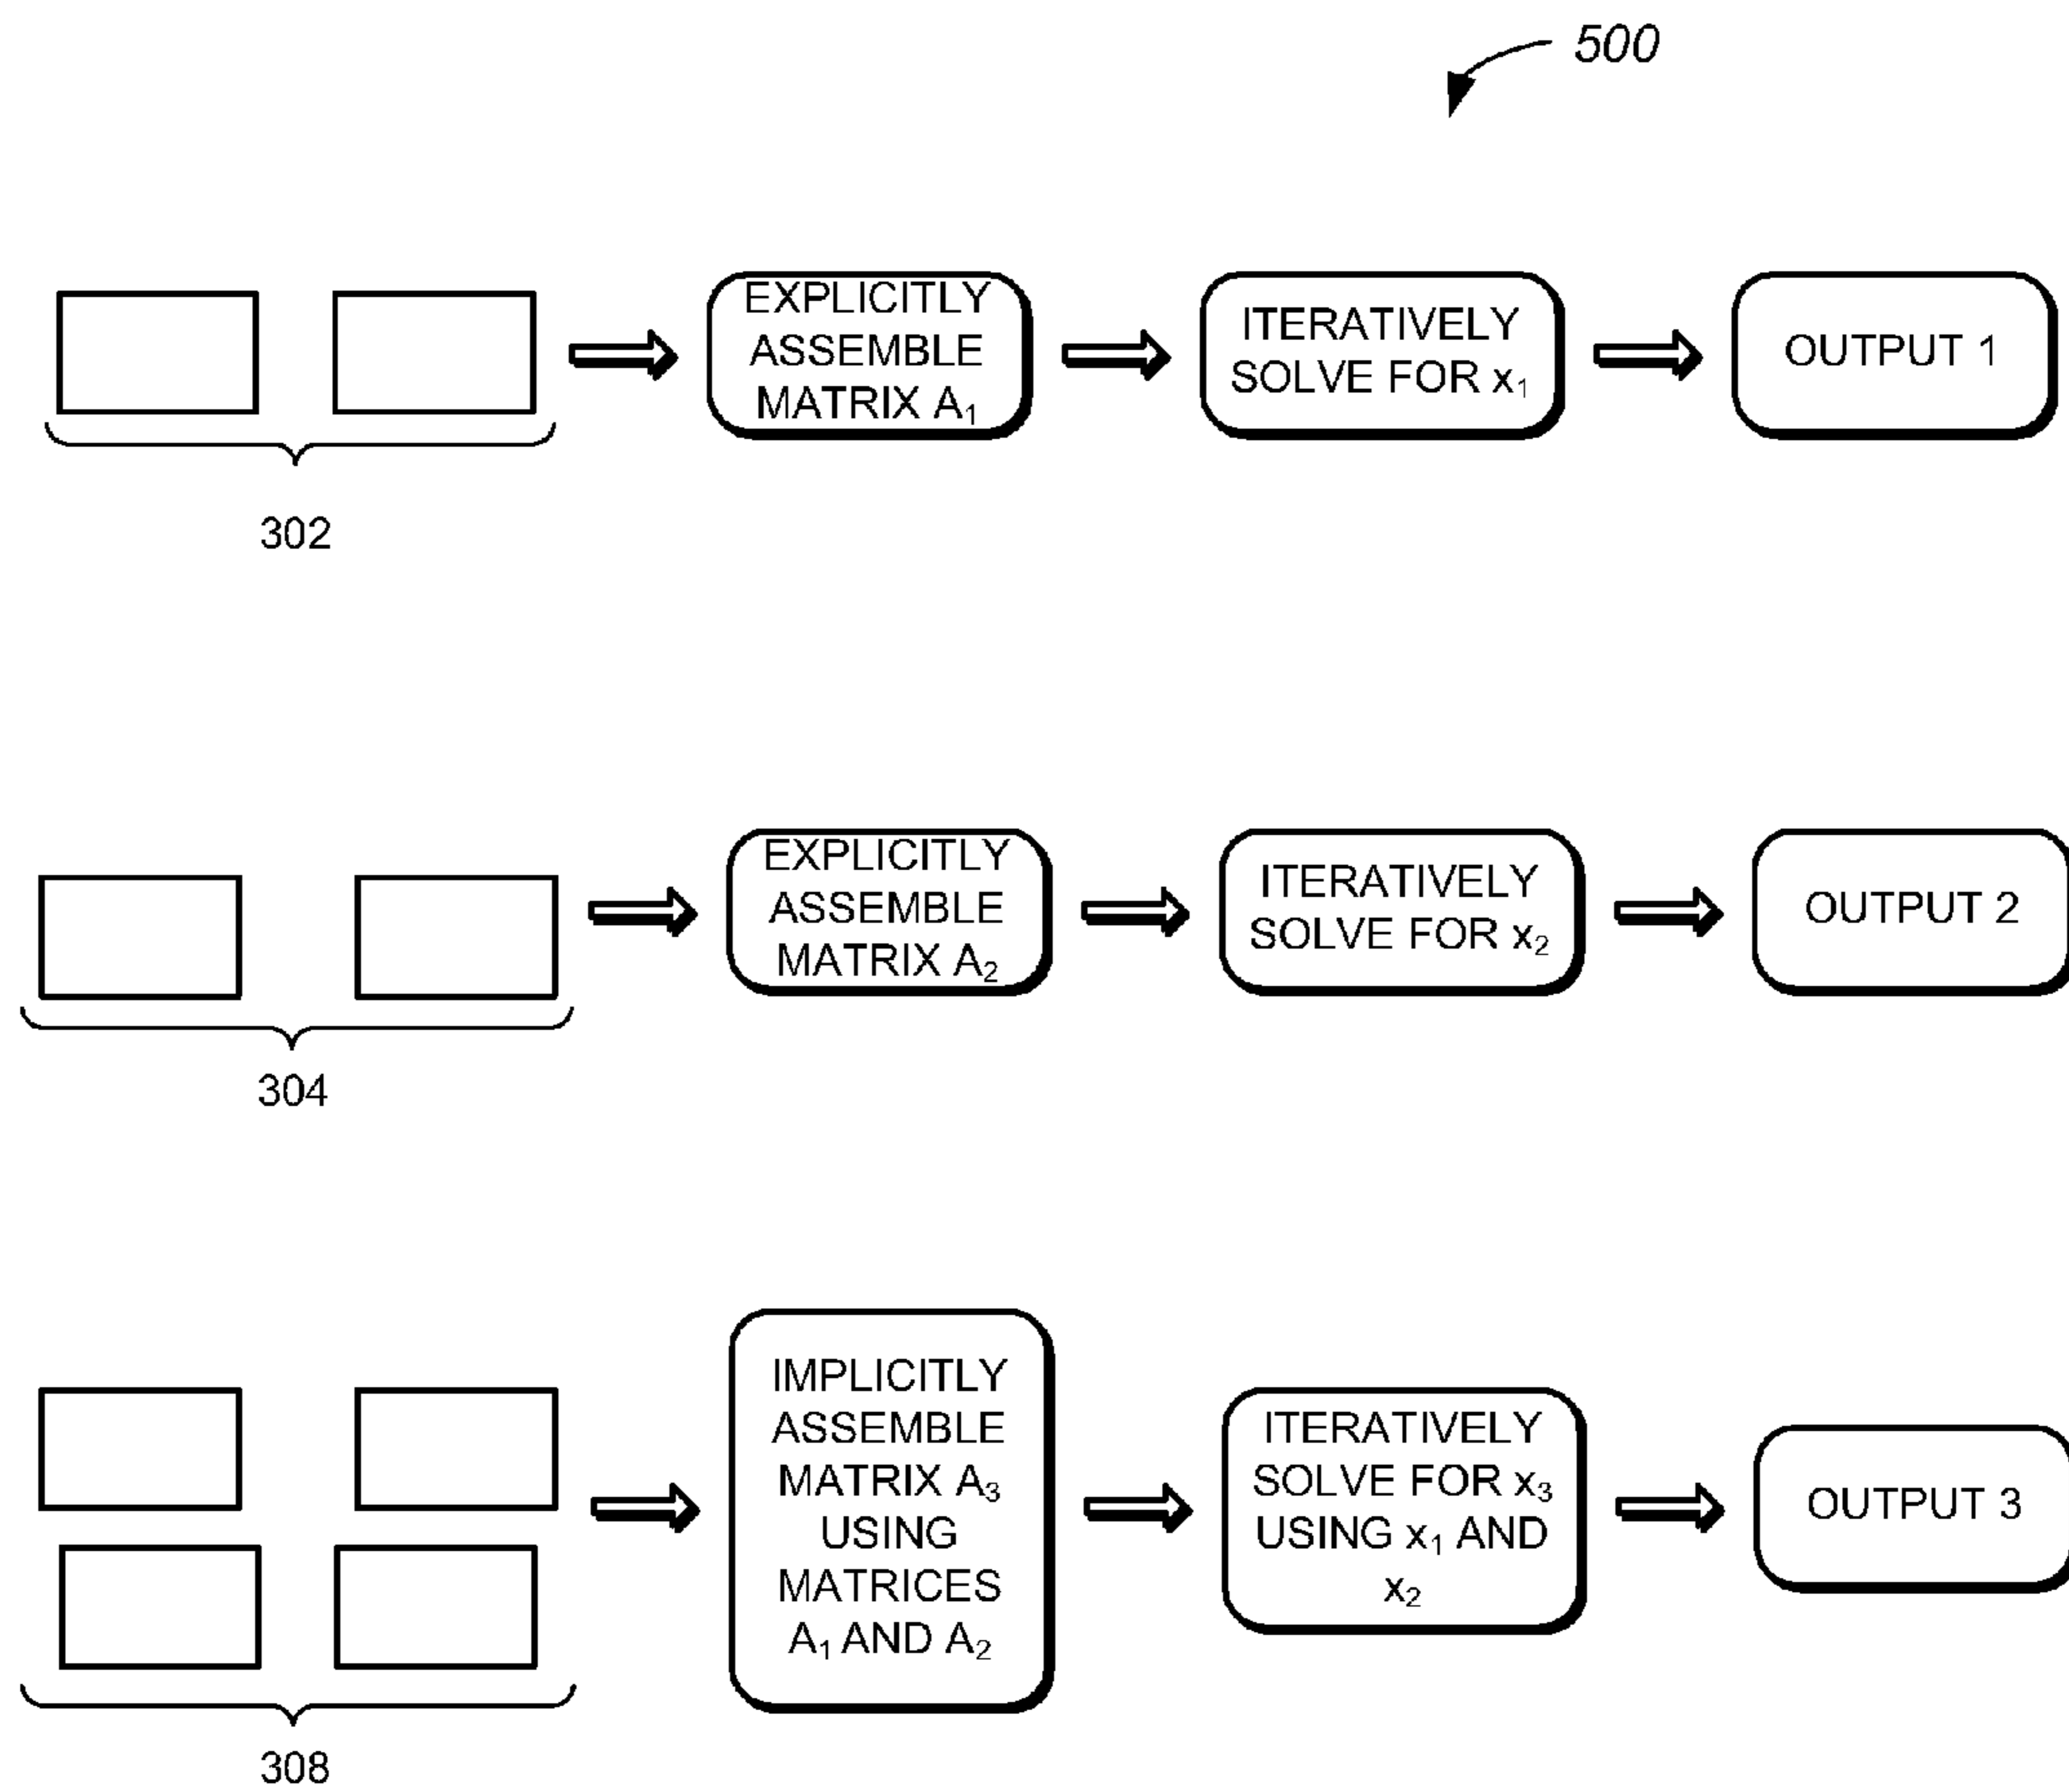 500
EXPLICITLY
ASSEMBLE
MATRIX A₁
ITERATIVELY
SOLVE FOR x₁
OUTPUT 1
302
EXPLICITLY
ASSEMBLE
MATRIX A₂
ITERATIVELY
SOLVE FOR x₂
OUTPUT 2
304
IMPLICITLY
ASSEMBLE
MATRIX A₃
USING
MATRICES
A₁ AND A₂
ITERATIVELY
SOLVE FOR x₃
USING x₁ AND
x₂
OUTPUT 3
308